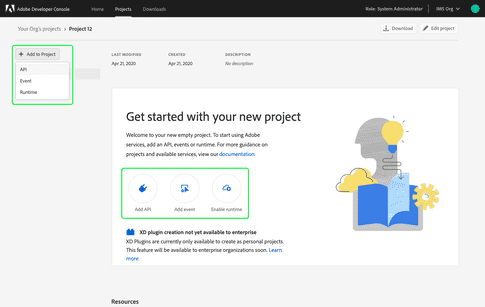 Adobe Developer Console
Home
Projects
Downloads
Role: System Administrator
IMS Org
Your Org's projects
Project 12
Download
Edit project
+ Add to Project
API
Event
Runtime
LAST MODIFIED
CREATED
DESCRIPTION
Apr 21, 2020
Apr 21, 2020
No description
Get started with your new project
Welcome to your new empty project. To start using Adobe
services, add an API, events or runtime. For more guidance on
projects and available services, view our documentation.
Add API
Add event
Enable runtime
XD plugin creation not yet available to enterprise
XD Plugins are currently only available to create as personal projects.
This feature will be available to enterprise organizations soon. Learn
more.
Resources